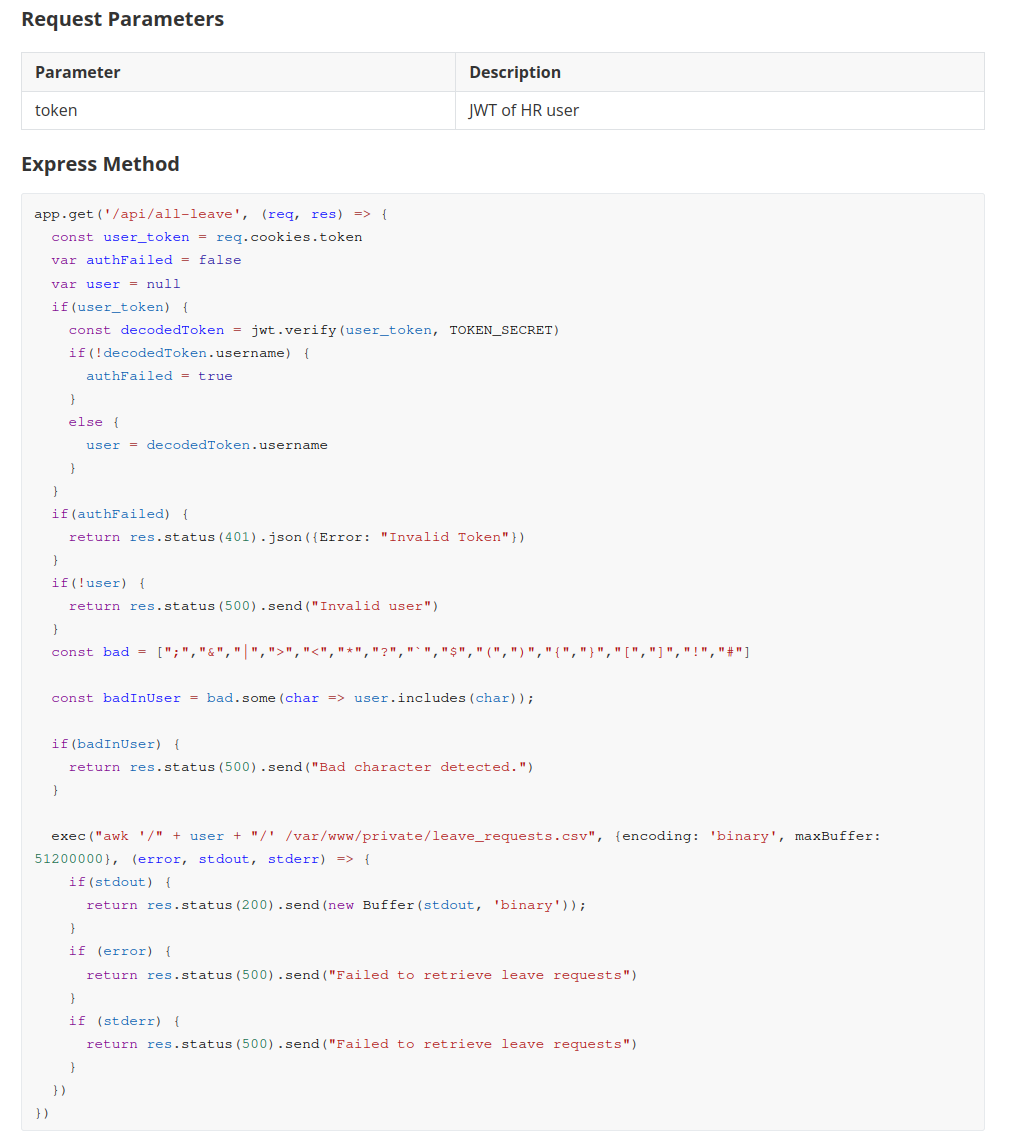 Request Parameters
Parameter Description
token JWT of HR user
Express Method
app.get('/api/all-leave', (req, res) => {
  const user_token = req.cookies.token
  var authFailed = false
  var user = null
  if(user_token) {
    const decodedToken = jwt.verify(user_token, TOKEN_SECRET)
    if(!decodedToken.username) {
      authFailed = true
    }
    else {
      user = decodedToken.username
    }
  }
  if(authFailed) {
    return res.status(401).json({Error: "Invalid Token"})
  }
  if(!user) {
    return res.status(500).send("Invalid user")
  }
  const bad = [";","&","|",">","<","*","?","`","$","(",")","{","}","[","]","!","#"]
  const badInUser = bad.some(char => user.includes(char));
  if(badInUser) {
    return res.status(500).send("Bad character detected.")
  }
  exec("awk '/" + user + "/' /var/www/private/leave_requests.csv", {encoding: 'binary', maxBuffer:
51200000}, (error, stdout, stderr) => {
    if(stdout) {
      return res.status(200).send(new Buffer(stdout, 'binary'));
    }
    if (error) {
      return res.status(500).send("Failed to retrieve leave requests")
    }
    if (stderr) {
      return res.status(500).send("Failed to retrieve leave requests")
    }
  })
})